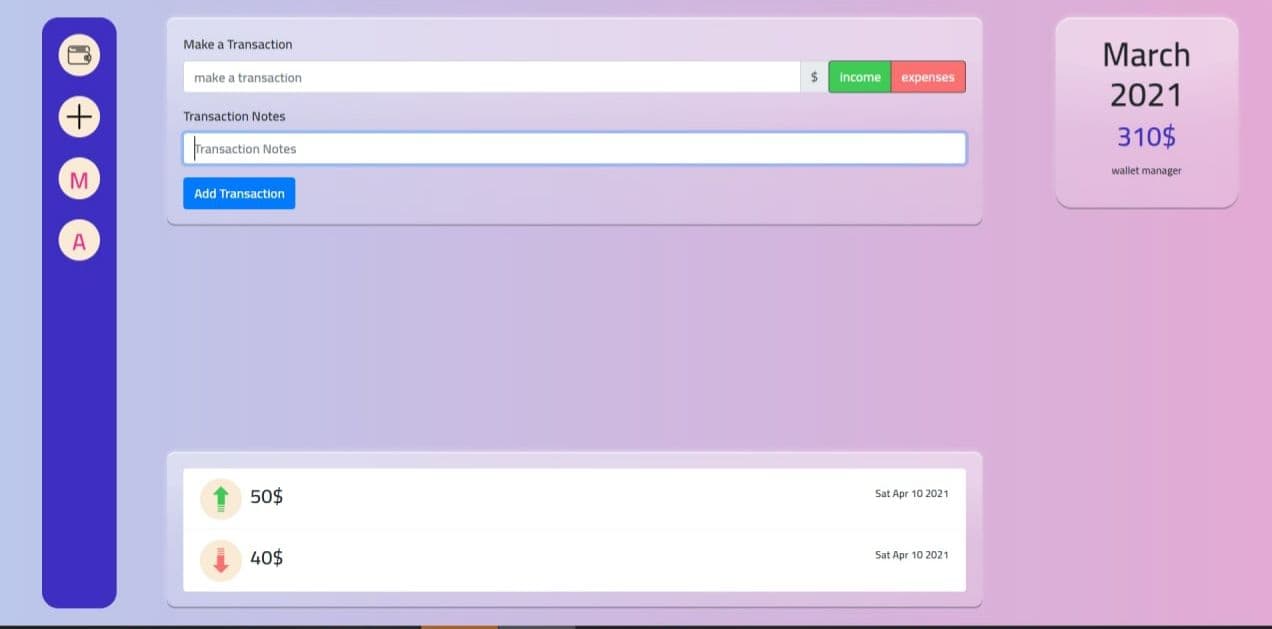 M
A
Make a Transaction
make a transaction
$ income expenses
Transaction Notes
Transaction Notes
Add Transaction
50$ Sat Apr 10 2021
40$ Sat Apr 10 2021
March
2021
310$
wallet manager